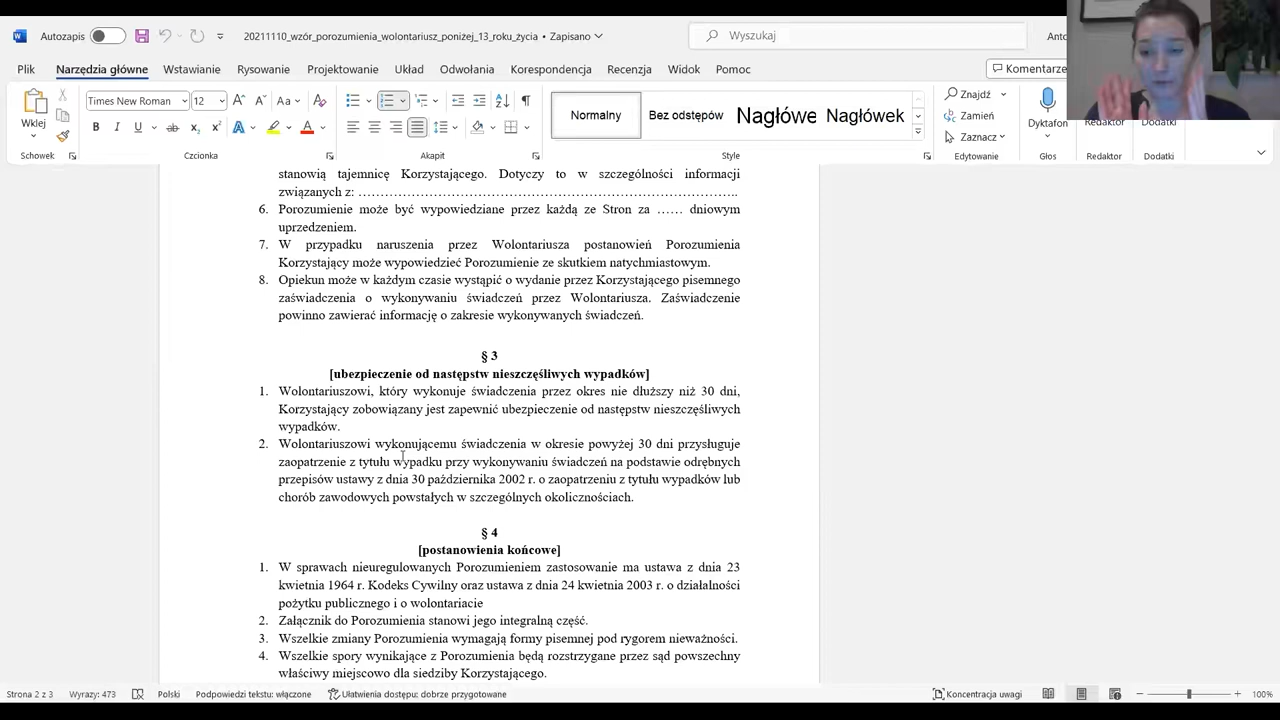 Autozapis
20211110_wzór_porozumienia_wolontariusz_poniżej_13_roku_życia • Zapisano
Wyszukaj
Plik Narzędzia główne Wstawianie Rysowanie Projektowanie Układ Odwołania Korespondencja Recenzja Widok Pomoc
Komentarze
Wklej
Times New Roman 12
Normalny Bez odstępów Nagłówe Nagłówek
Znajdź
Zamień
Zaznacz
Dyktafon
Redaktor
Dodatki
Schowek Czcionka Akapit Style Edytowanie Głos Redaktor Dodatki
stanowią tajemnicę Korzystającego. Dotyczy to w szczególności informacji
związanych z: …………………………………………………………………..
6. Porozumienie może być wypowiedziane przez każdą ze Stron za …… dniowym
uprzedzeniem.
7. W przypadku naruszenia przez Wolontariusza postanowień Porozumienia
Korzystający może wypowiedzieć Porozumienie ze skutkiem natychmiastowym.
8. Opiekun może w każdym czasie wystąpić o wydanie przez Korzystającego pisemnego
zaświadczenia o wykonywaniu świadczeń przez Wolontariusza. Zaświadczenie
powinno zawierać informację o zakresie wykonywanych świadczeń.
§ 3
[ubezpieczenie od następstw nieszczęśliwych wypadków]
1. Wolontariuszowi, który wykonuje świadczenia przez okres nie dłuższy niż 30 dni,
Korzystający zobowiązany jest zapewnić ubezpieczenie od następstw nieszczęśliwych
wypadków.
2. Wolontariuszowi wykonującemu świadczenia w okresie powyżej 30 dni przysługuje
zaopatrzenie z tytułu wypadku przy wykonywaniu świadczeń na podstawie odrębnych
przepisów ustawy z dnia 30 października 2002 r. o zaopatrzeniu z tytułu wypadków lub
chorób zawodowych powstałych w szczególnych okolicznościach.
§ 4
[postanowienia końcowe]
1. W sprawach nieuregulowanych Porozumieniem zastosowanie ma ustawa z dnia 23
kwietnia 1964 r. Kodeks Cywilny oraz ustawa z dnia 24 kwietnia 2003 r. o działalności
pożytku publicznego i o wolontariacie
2. Załącznik do Porozumienia stanowi jego integralną część.
3. Wszelkie zmiany Porozumienia wymagają formy pisemnej pod rygorem nieważności.
4. Wszelkie spory wynikające z Porozumienia będą rozstrzygane przez sąd powszechny
właściwy miejscowo dla siedziby Korzystającego.
Strona 2 z 3 Wyrazy: 473 Polski Podpowiedzi tekstu: włączone Ułatwienia dostępu: dobrze przygotowane Koncentracja uwagi 100%